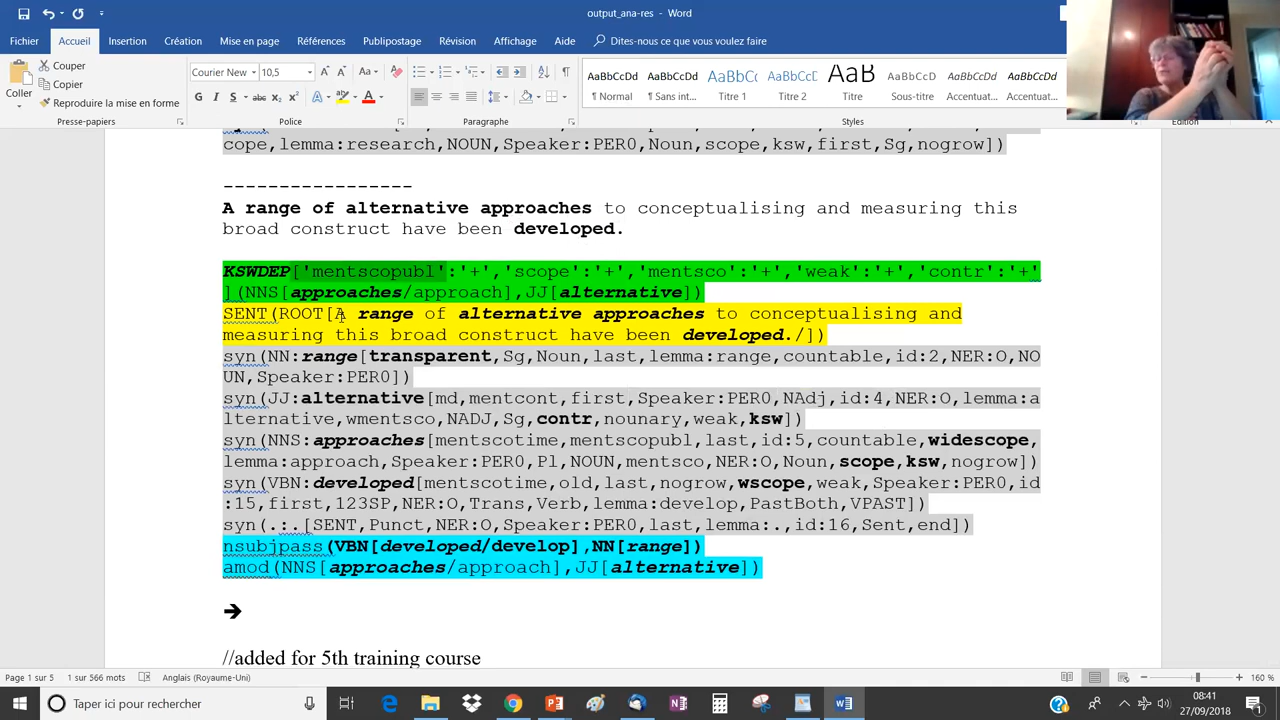 output_ana-res - Word
Fichier Accueil Insertion Création Mise en page Références Publipostage Révision Affichage Aide Dites-nous ce que vous voulez faire
Coller
Couper
Copier
Reproduire la mise en forme
Presse-papiers
Courier New 10,5
G I S abc x₂ x²
Police
Paragraphe
AaBbCcDd AaBbCcDd AaBbCc AaBbCcC AaB AaBbCcD AaBbCcDd AaBbCcDd
¶ Normal ¶ Sans int... Titre 1 Titre 2 Titre Sous-titre Accentuat... Accentuat...
Styles
Édition
cope,lemma:research,NOUN,Speaker:PER0,Noun,scope,ksw,first,Sg,nogrow])
-----------------
A range of alternative approaches to conceptualising and measuring this
broad construct have been developed.
KSWDEP['mentscopubl':'+','scope':'+','mentsco':'+','weak':'+','contr':'+'
](NNS[approaches/approach],JJ[alternative])
SENT(ROOT[A range of alternative approaches to conceptualising and
measuring this broad construct have been developed./])
syn(NN:range[transparent,Sg,Noun,last,lemma:range,countable,id:2,NER:O,NO
UN,Speaker:PER0])
syn(JJ:alternative[md,mentcont,first,Speaker:PER0,NAdj,id:4,NER:O,lemma:a
lternative,wmentsco,NADJ,Sg,contr,nounary,weak,ksw])
syn(NNS:approaches[mentscotime,mentscopubl,last,id:5,countable,widescope,
lemma:approach,Speaker:PER0,Pl,NOUN,mentsco,NER:O,Noun,scope,ksw,nogrow])
syn(VBN:developed[mentscotime,old,last,nogrow,wscope,weak,Speaker:PER0,id
:15,first,123SP,NER:O,Trans,Verb,lemma:develop,PastBoth,VPAST])
syn(.:.[SENT,Punct,NER:O,Speaker:PER0,last,lemma:.,id:16,Sent,end])
nsubjpass(VBN[developed/develop],NN[range])
amod(NNS[approaches/approach],JJ[alternative])
➔
//added for 5th training course
Page 1 sur 5 1 sur 566 mots Anglais (Royaume-Uni) 160 %
Taper ici pour rechercher
08:41
27/09/2018